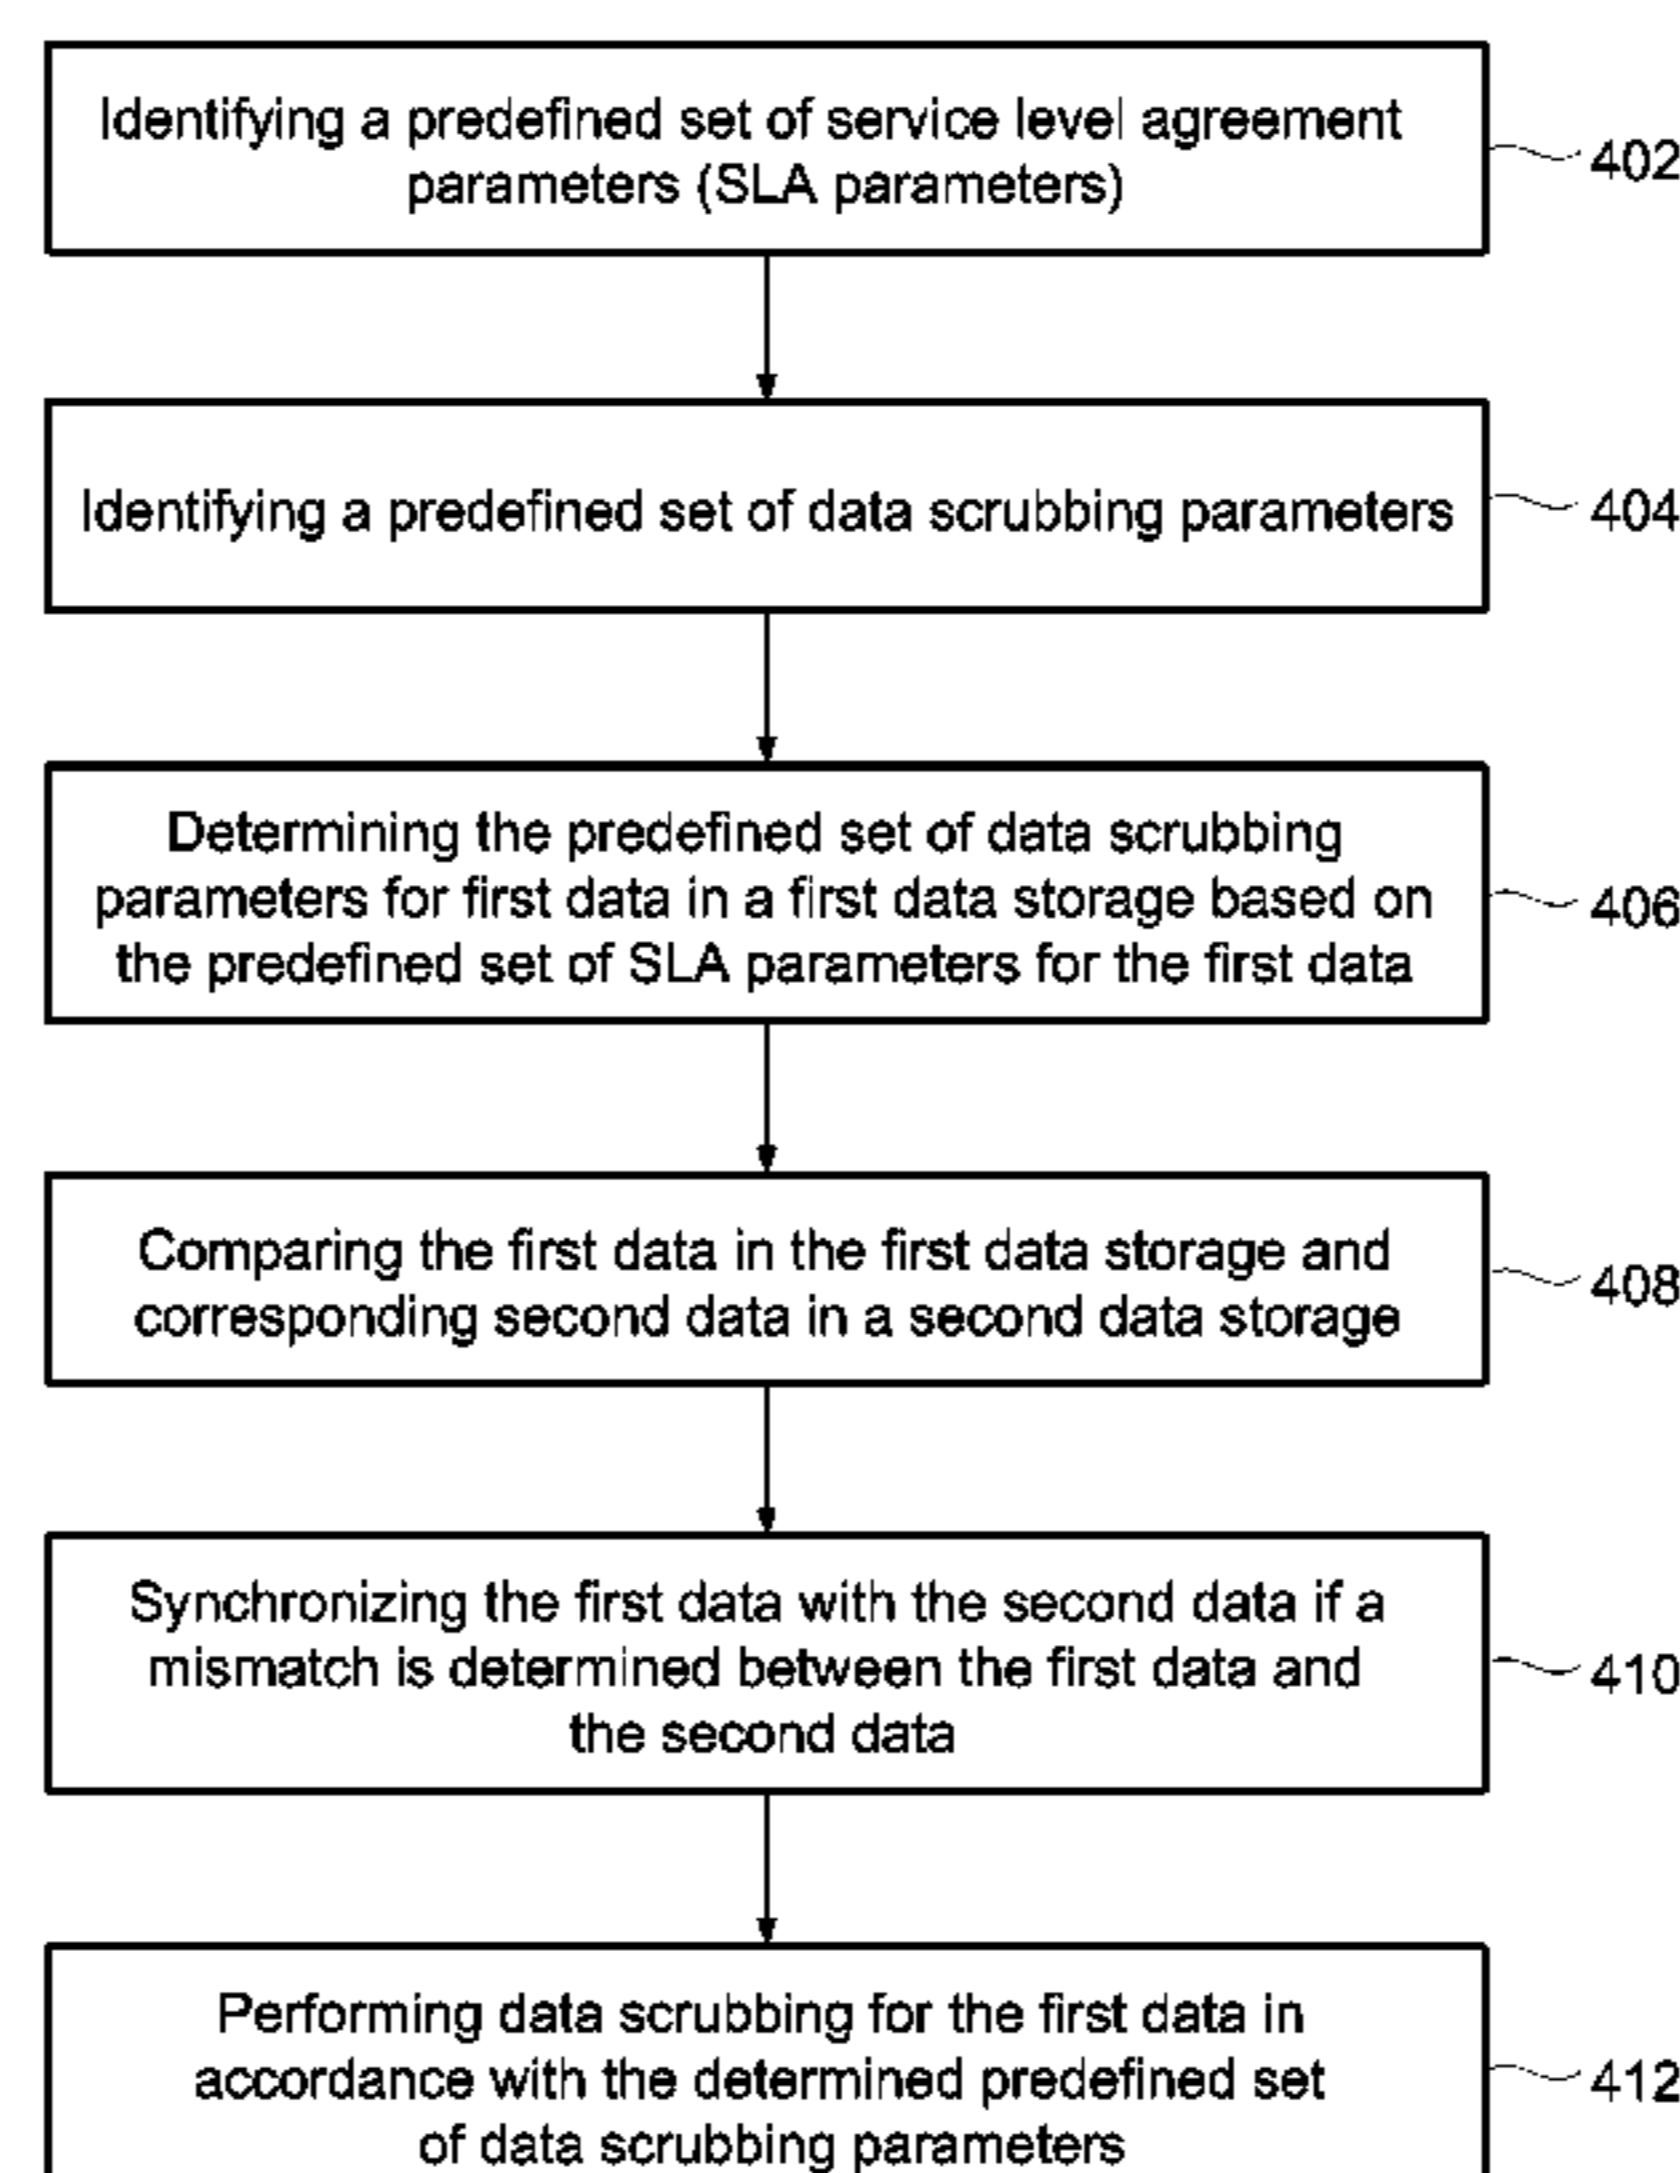 Identifying a predefined set of service level agreement
parameters (SLA parameters)
402
Identifying a predefined set of data scrubbing parameters
404
Determining the predefined set of data scrubbing
parameters for first data in a first data storage based on
the predefined set of SLA parameters for the first data
406
Comparing the first data in the first data storage and
corresponding second data in a second data storage
408
Synchronizing the first data with the second data if a
mismatch is determined between the first data and
the second data
410
Performing data scrubbing for the first data in
accordance with the determined predefined set
of data scrubbing parameters
412